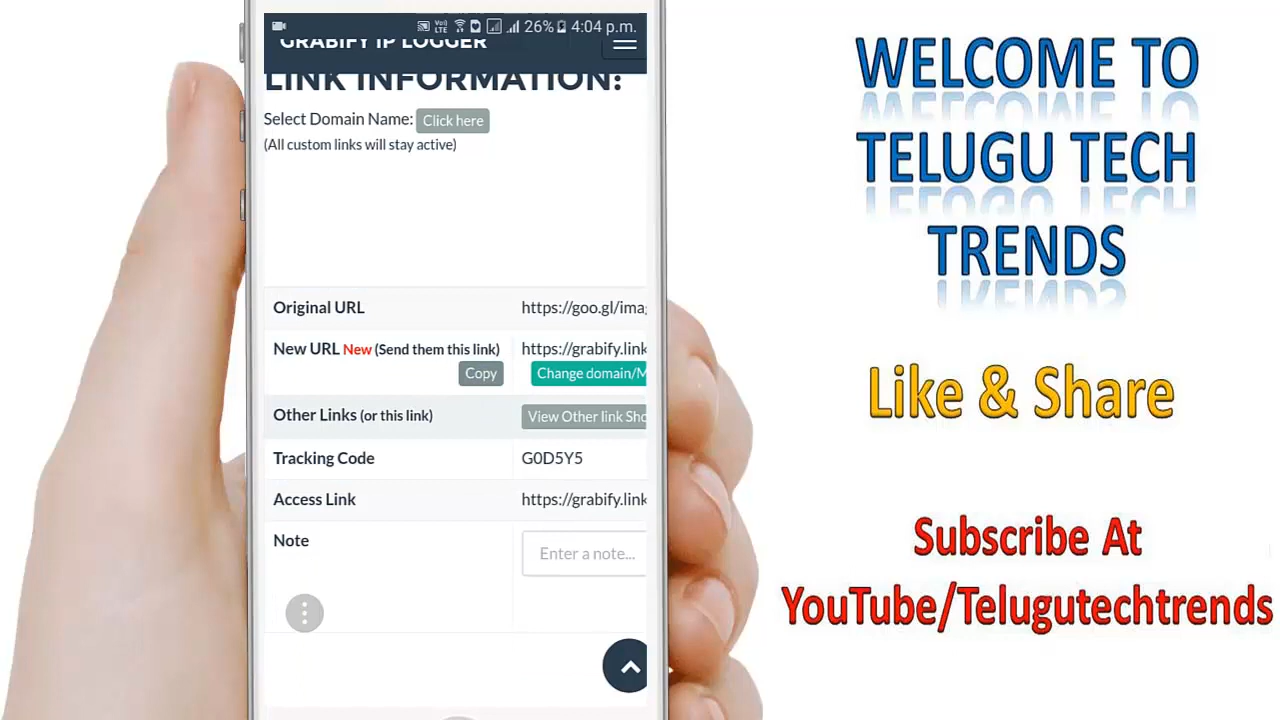 VoI) LTE 26% 4:04 p.m.
GRABIFY IP LOGGER
LINK INFORMATION:
Select Domain Name: Click here
(All custom links will stay active)
Original URL https://goo.gl/ima
New URL New (Send them this link) https://grabify.link
Copy Change domain/M
Other Links (or this link) View Other link Sho
Tracking Code G0D5Y5
Access Link https://grabify.link
Note Enter a note...
WELCOME TO
TELUGU TECH
TRENDS
Like & Share
Subscribe At
YouTube/Telugutechtrends